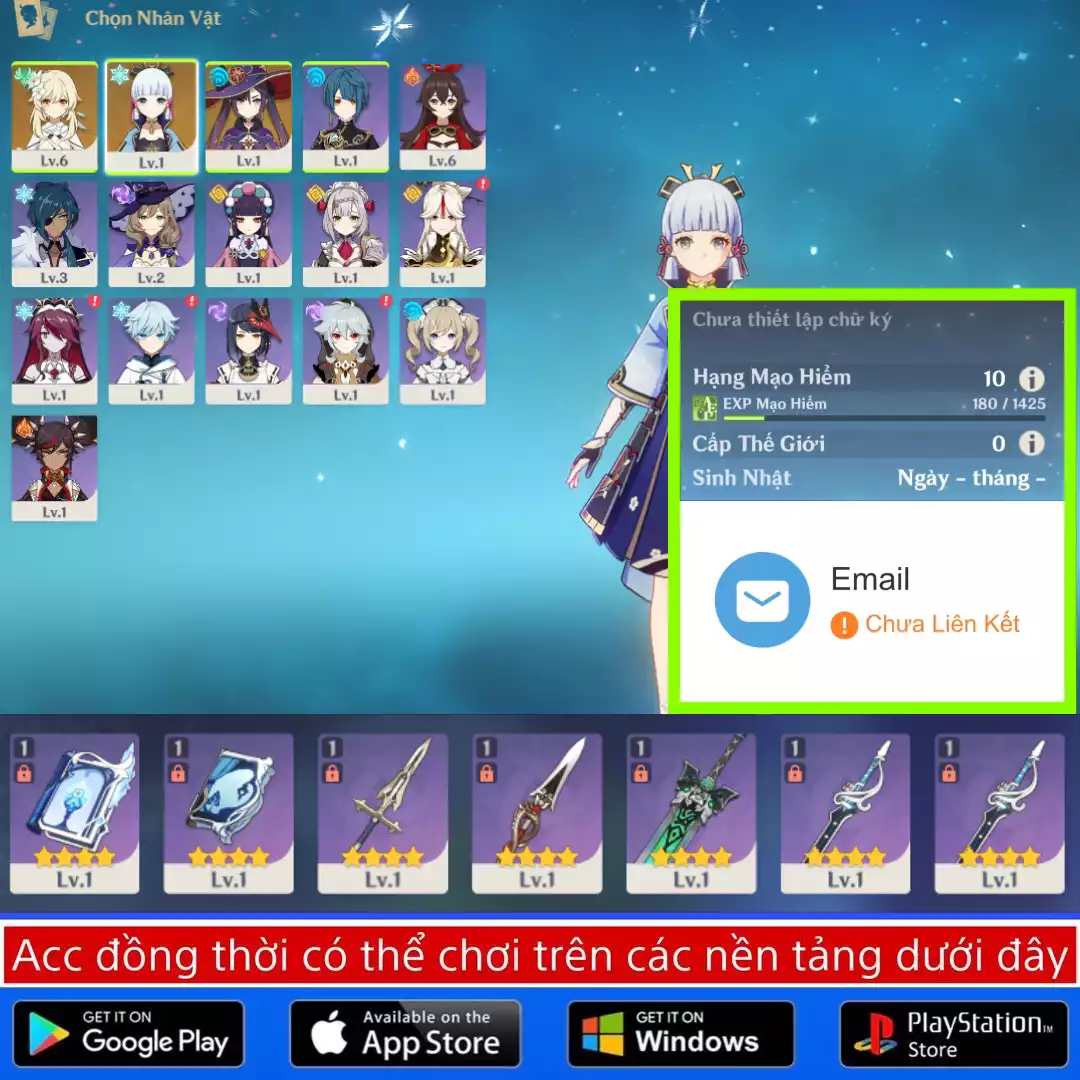 Chọn Nhân Vật
Lv.6
Lv.1
Lv.1
Lv.1
Lv.6
Lv.3
Lv.2
Lv.1
Lv.1
Lv.1
Lv.1
Lv.1
Lv.1
Lv.1
Lv.1
Lv.1
Chưa thiết lập chữ ký
Hạng Mạo Hiểm 10
EXP Mạo Hiểm 180 / 1425
Cấp Thế Giới 0
Sinh Nhật Ngày - tháng -
Email
Chưa Liên Kết
1 1 1 1 1 1 1
Lv.1 Lv.1 Lv.1 Lv.1 Lv.1 Lv.1 Lv.1
Acc đồng thời có thể chơi trên các nền tảng dưới đây
GET IT ON
Google Play
Available on the
App Store
GET IT ON
Windows
PlayStation™
Store